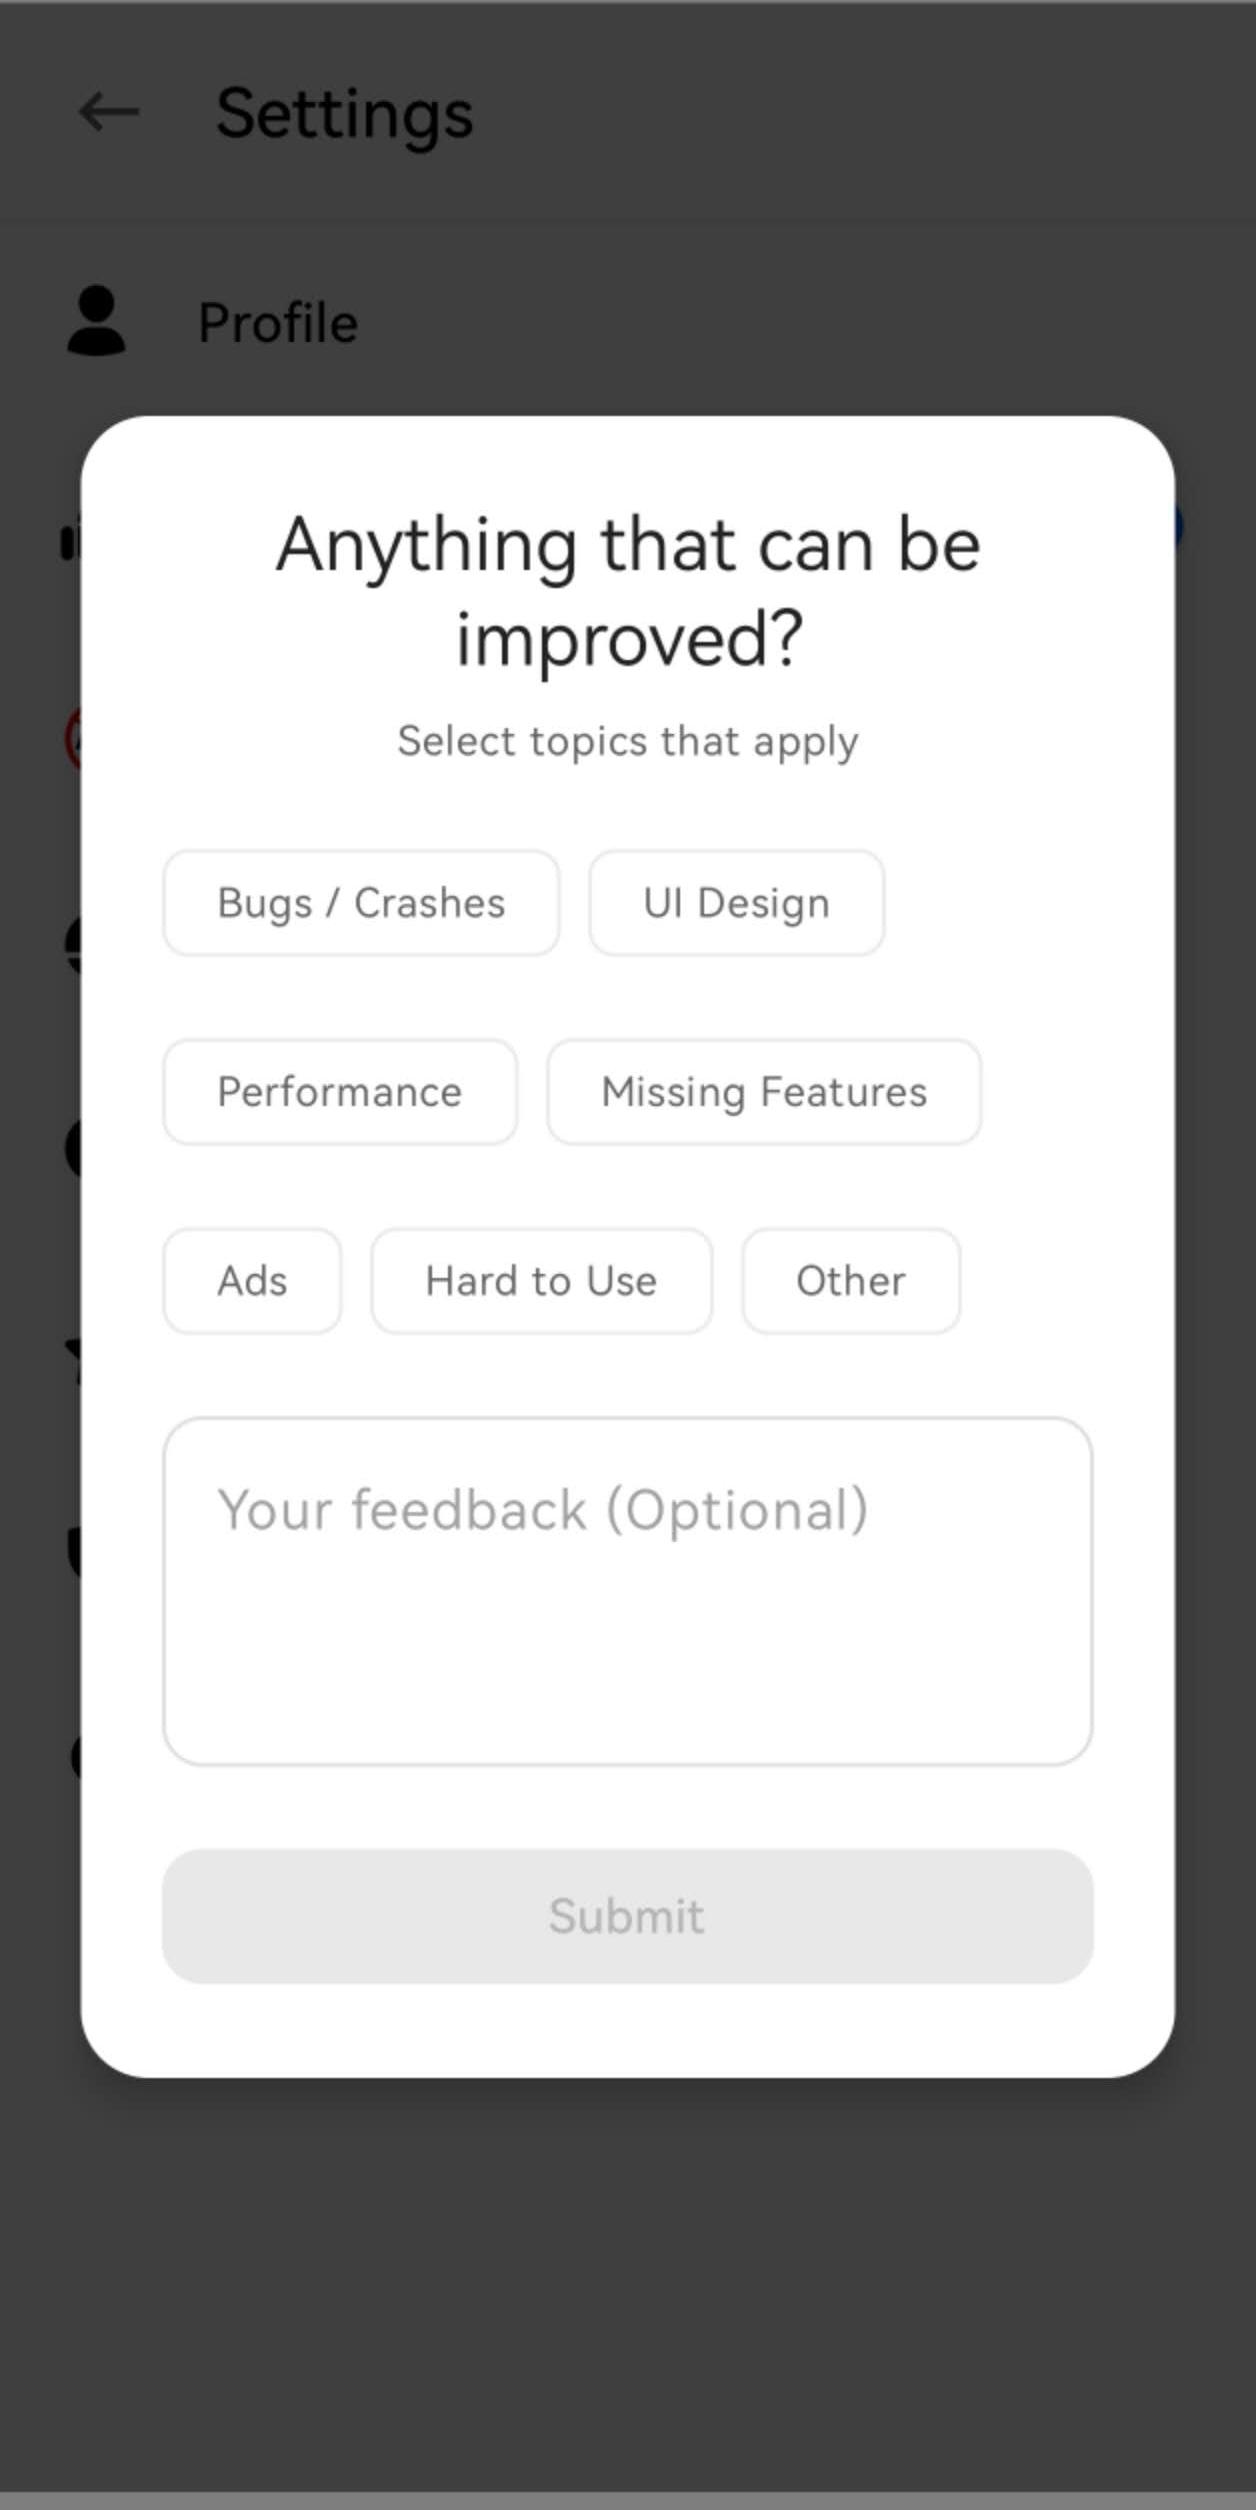 Settings
Profile
Anything that can be
improved?
Select topics that apply
Bugs / Crashes
UI Design
Performance
Missing Features
Ads
Hard to Use
Other
Your feedback (Optional)
Submit